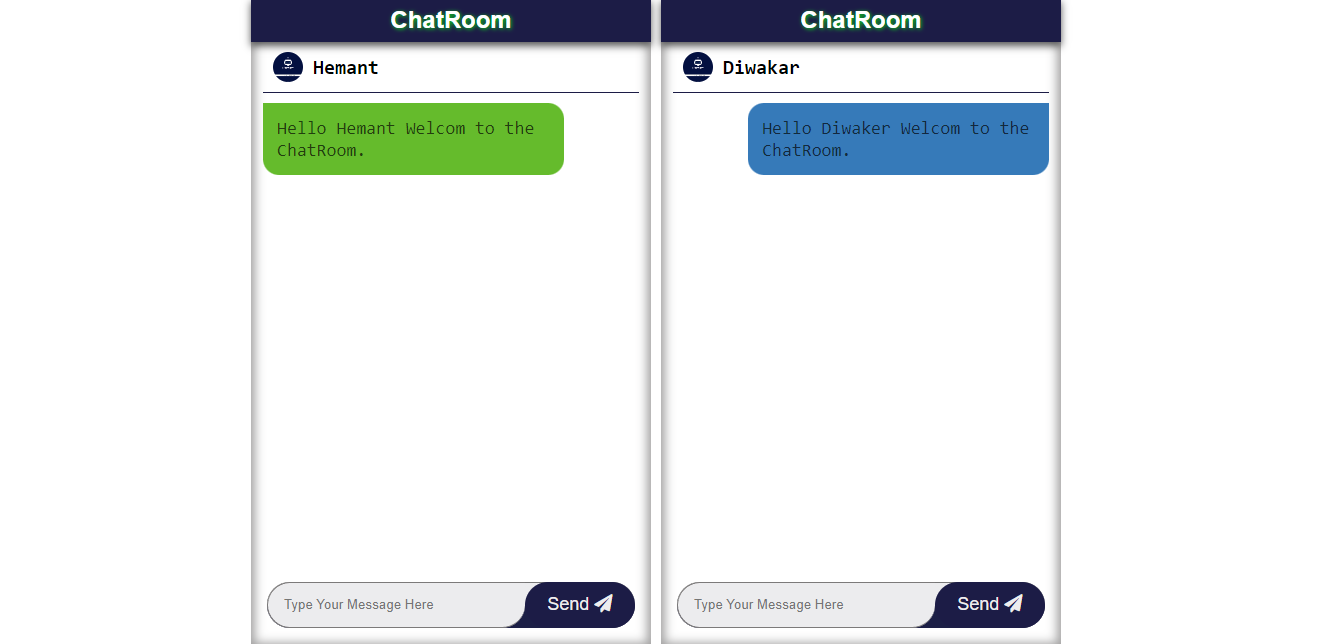 ChatRoom
Hemant
Hello Hemant Welcom to the
ChatRoom.
Type Your Message Here
Send
ChatRoom
Diwakar
Hello Diwaker Welcom to the
ChatRoom.
Type Your Message Here
Send